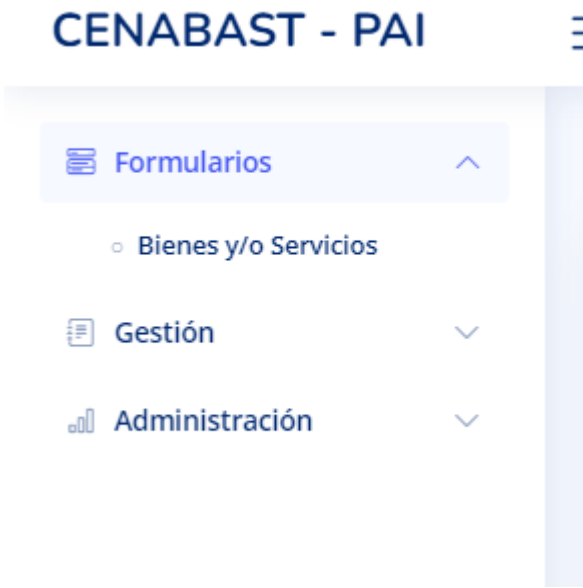 CENABAST - PAI
Formularios
Bienes y/o Servicios
Gestión
Administración